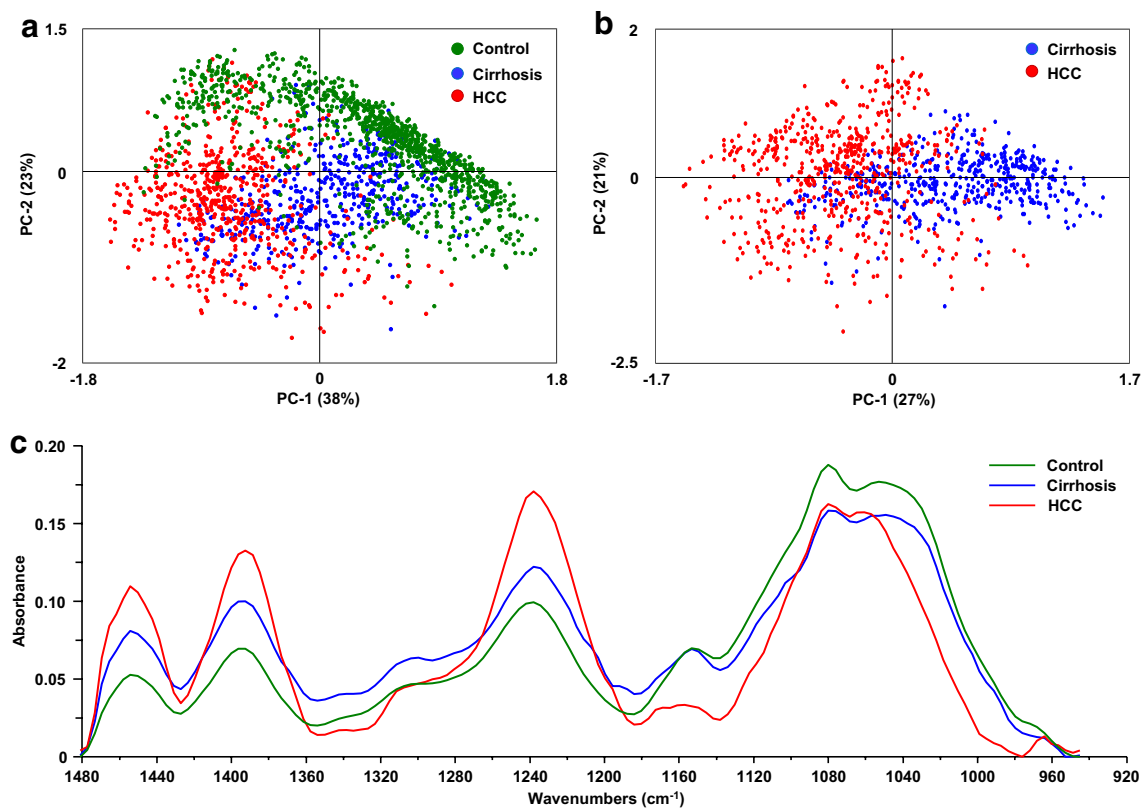 a
1.5
Control
Cirrhosis
HCC
PC-2 (23%)
0
-2
-1.8
0
1.8
PC-1 (38%)
b
2
Cirrhosis
HCC
PC-2 (21%)
0
-2.5
-1.7
0
1.7
PC-1 (27%)
c
0.20
0.15
0.10
0.05
0
Absorbance
Control
Cirrhosis
HCC
1480
1440
1400
1360
1320
1280
1240
1200
1160
1120
1080
1040
1000
960
920
Wavenumbers (cm⁻¹)